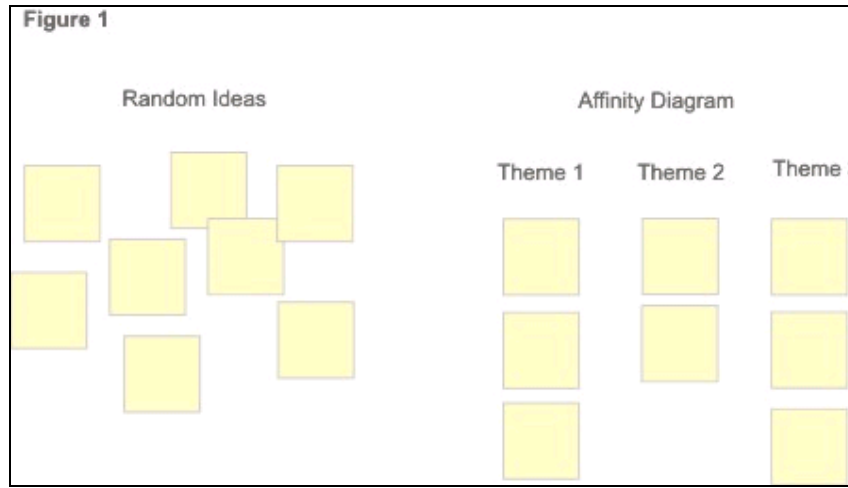 Figure 1
Random Ideas
Affinity Diagram
Theme 1
Theme 2
Theme